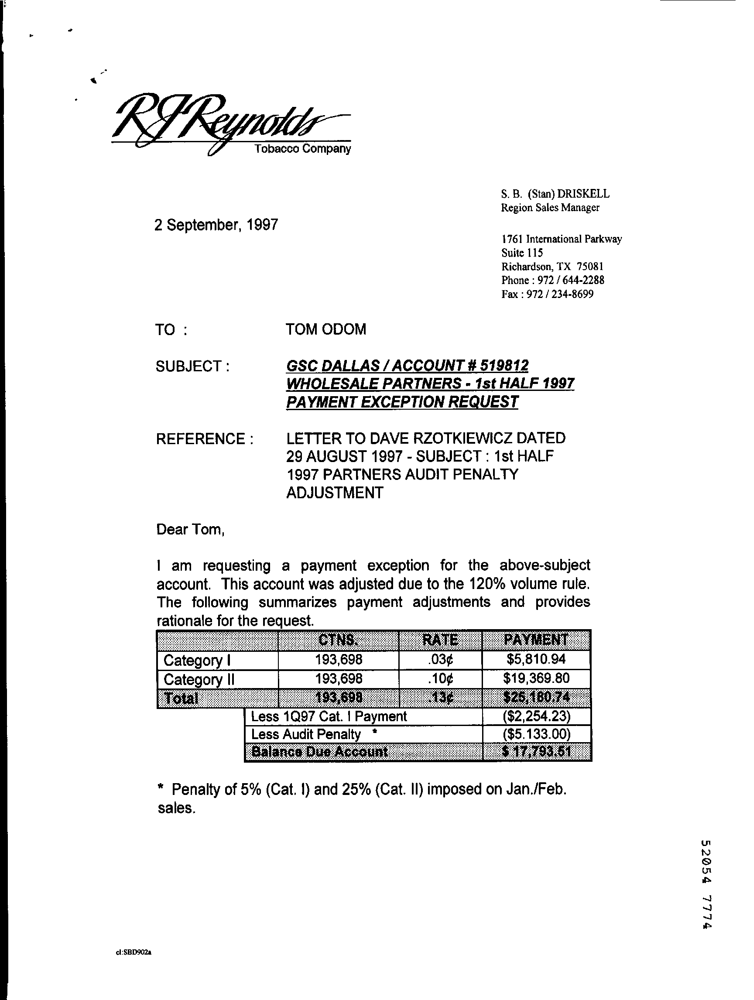 RJReynolds
Tobacco Company
S. B. (Stan) DRISKELL
Region Sales Manager
2 September, 1997
1761 International Parkway
Suite 115
Richardson, TX 75081
Phone : 972 / 644-2288
Fax : 972 / 234-8699
TO : TOM ODOM
SUBJECT : GSC DALLAS / ACCOUNT # 519812
WHOLESALE PARTNERS - 1st HALF 1997
PAYMENT EXCEPTION REQUEST
REFERENCE : LETTER TO DAVE RZOTKIEWICZ DATED
29 AUGUST 1997 - SUBJECT : 1st HALF
1997 PARTNERS AUDIT PENALTY
ADJUSTMENT
Dear Tom,
I am requesting a payment exception for the above-subject
account. This account was adjusted due to the 120% volume rule.
The following summarizes payment adjustments and provides
rationale for the request.
CTNS. RATE PAYMENT
Category I 193,698 .03¢ $5,810.94
Category II 193,698 .10¢ $19,369.80
Total 193,698 .13¢ $25,180.74
Less 1Q97 Cat. I Payment ($2,254.23)
Less Audit Penalty * ($5.133.00)
Balance Due Account $ 17,793.51
* Penalty of 5% (Cat. I) and 25% (Cat. II) imposed on Jan./Feb.
sales.
52054 7774
cl:SBD902a